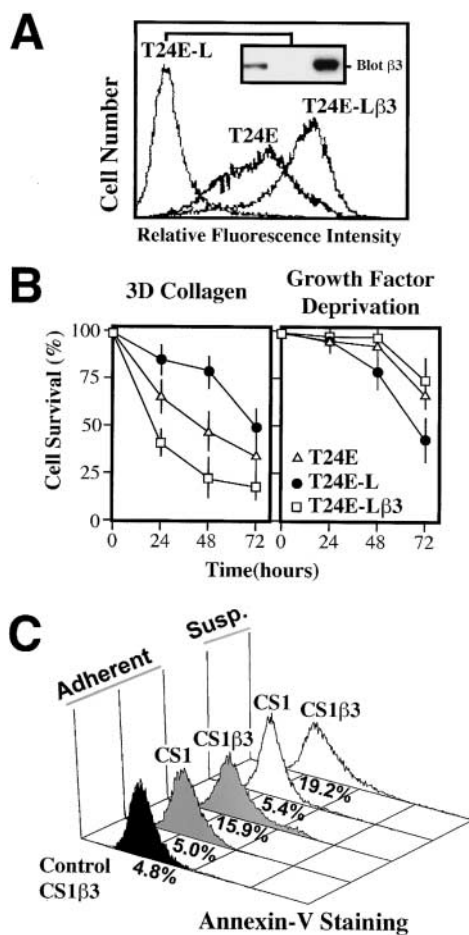 A
T24E-L
Blot β3
T24E-Lβ3
T24E
Cell Number
Relative Fluorescence Intensity
B
3D Collagen
Growth Factor
Deprivation
Cell Survival (%)
100
75
50
25
0
T24E
T24E-L
T24E-Lβ3
0 24 48 72 0 24 48 72
Time(hours)
C
Susp.
Adherent
CS1 CS1β3
CS1 CS1β3
19.2%
5.4%
15.9%
5.0%
4.8%
Control
CS1β3
Annexin-V Staining